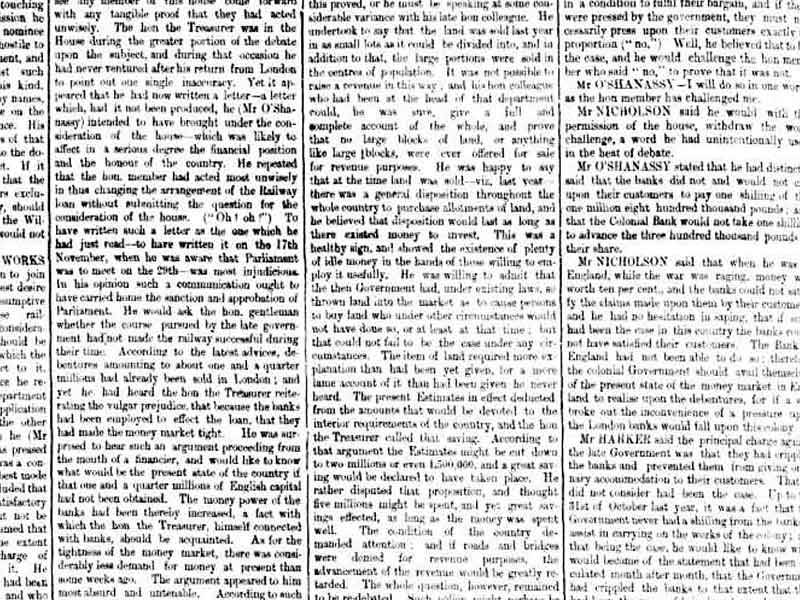 touching
ssion he
nominee
hostile to
ment, and
st such
is kind.
y names,
e on the
ce. His
s of that
to the do-
et. If it
that the
rs exclu-
y, should
the Wil-
would not
WORKS
n to join
est desire
sumptive
se rail-
considera-
hould be
which the
et to it.
ce he re-
epartment
pplication
the other
he (Mr
as pressed
was a con-
best mode
luded that
atisfactory
t not be
ined that
e extent
harge of
it. He
had been
and who
see any member of this house come forward
with any tangible proof that they had acted
unwisely. The hon the Treasurer was in the
House during the greater portion of the debate
upon the subject, and during that occasion he
had never ventured after his return from London
to point out one single inaccuracy. Yet it ap-
peared that he had now written a letter—a letter
which, had it not been produced, he (Mr O'Sha-
nassy) intended to have brought under the con-
sideration of the house—which was likely to
affect in a serious degree the financial position
and the honour of the country. He repeated
that the hon. member had acted most unwisely
in thus changing the arrangement of the Railway
loan without submitting the question for the
consideration of the house. ("Oh! oh!") To
have written such a letter as the one which he
had just read—to have written it on the 17th
November, when he was aware that Parliament
was to meet on the 29th—was most injudicious.
In his opinion such a communication ought to
have carried home the sanction and approbation of
Parliament. He would ask the hon. gentleman
whether the course pursued by the late govern-
ment had not made the railway successful during
their time. According to the latest advices, de-
bentures amounting to about one and a quarter
millions had already been sold in London; and
yet he had heard the hon the Treasurer reite-
rating the vulgar prejudice, that because the banks
had been employed to effect the loan, that they
had made the money market tight. He was sur-
prised to hear such an argument proceeding from
the mouth of a financier, and would like to know
what would be the present state of the country if
that one and a quarter millions of English capital
had not been obtained. The money power of the
banks had been thereby increased, a fact with
which the hon the Treasurer, himself connected
with banks, should be acquainted. As for the
tightness of the money market, there was consi-
derably less demand for money at present than
some weeks ago. The argument appeared to him
most absurd and untenable. According to such
this proved, or he must be speaking at some con-
siderable variance with his late hon colleague. He
undertook to say that the land was sold last year
in as small lots as it could be divided into, and in
addition to that, the large portions were sold in
the centres of population. It was not possible to
raise a revenue in this way; and his hon colleague
who had been at the head of that department
could, he was sure, give a full and
complete account of the whole, and prove
that no large blocks of land, or anything
like large blocks, were ever offered for sale
for revenue purposes. He was happy to say
that at the time land was sold—viz, last year—
there was a general disposition throughout the
whole country to purchase allotments of land, and
he believed that disposition would last as long as
there existed money to invest. This was a
healthy sign, and showed the existence of plenty
of idle money in the hands of those willing to em-
ploy it usefully. He was willing to admit that
the then Government had, under existing laws, so
thrown land into the market as to cause persons
to buy land who under other circumstances would
not have done so, or at least at that time; but
that could not fail to be the case under any cir-
cumstances. The item of land required more ex-
planation than had been yet given, for a more
lame account of it than had been given he never
heard. The present Estimates in effect deducted
from the amounts that would be devoted to the
interior requirements of the country, and the hon
the Treasurer called that saving. According to
that argument the Estimates might be cut down
to two millions or even 1,500,000, and a great sav-
ing would be declared to have taken place. He
rather disputed that proposition, and thought
five millions might be spent, and yet great sav-
ings effected, as long as the money was spent
well. The condition of the country de-
manded attention; and if roads and bridges
were denied for revenue purposes, the
advancement of the revenue would be greatly re-
tarded. The whole question, however, remained
to be redebated. Such policy might perhaps be
in a condition to fulfil their bargain, and if th
were pressed by the government, they must n
cessarily press upon their customers exactly
proportion ("no,") Well, he believed that to b
the case, and he would challenge the hon mem
ber who said "no," to prove that it was not.
Mr O'SHANASSY—I will do so in one wor
as the hon member has challenged me.
Mr NICHOLSON said he would with th
permission of the house, withdraw the wo
challenge, a word he had unintentionally us
in the heat of debate.
Mr O'SHANASSY stated that he had distinct
said that the banks did not and would not c
upon their customers to pay one shilling of t
one million eight hundred thousand pounds; a
that the Colonial Bank would not take one shilli
to advance the three hundred thousand pounds
their share.
Mr NICHOLSON said that when he was
England, while the war was raging, money w
worth ten per cent., and the banks could not sat
fy the claims made upon them by their custome
and he had no hesitation in saying, that if su
had been the case in this country the banks cou
not have satisfied their customers. The Bank
England had not been able to do so; therefo
the colonial Government should avail themselv
of the present state of the money market in En
land to realise upon the debentures, for if a w
broke out the inconvenience of a pressure up
the London banks would fall upon this colony.
Mr HARKER said the principal charge again
the late Government was that they had crippl
the banks and prevented them from giving or
nary accommodation to their customers. That
did not consider had been the case. Up to t
31st of October last year, it was a fact that t
Government never had a shilling from the bank
assist in carrying on the works of the colony;
that being the case, he would like to know wh
would become of the statement that had been
culated month after month, that the Governm
had crippled the banks to that extent that t